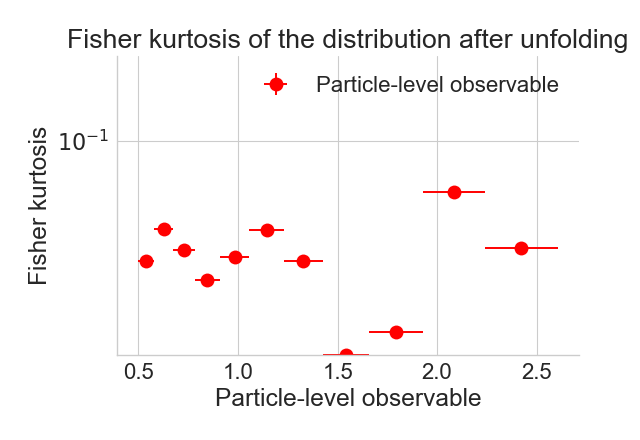 Fisher kurtosis of the distribution after unfolding
Particle-level observable
10⁻¹
Fisher kurtosis
0.5 1.0 1.5 2.0 2.5
Particle-level observable